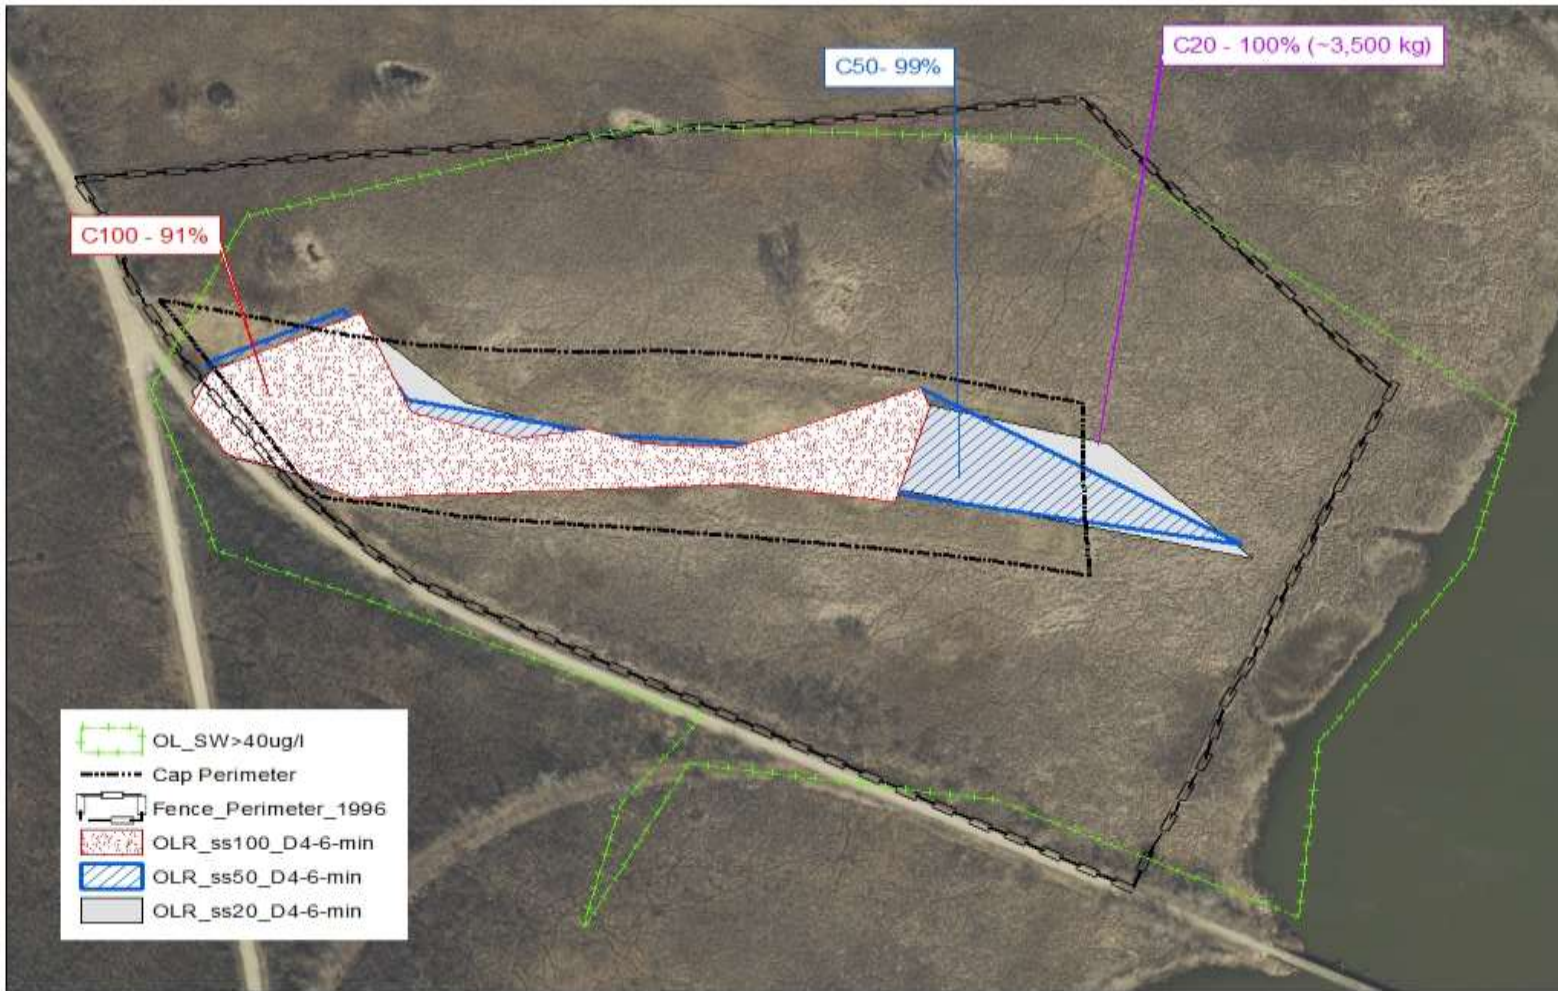 C20 - 100% (~3,500 kg)
C50- 99%
C100 - 91%
OL_SW>40ug/l
Cap Perimeter
Fence_Perimeter_1996
OLR_ss100_D4-6-min
OLR_ss50_D4-6-min
OLR_ss20_D4-6-min